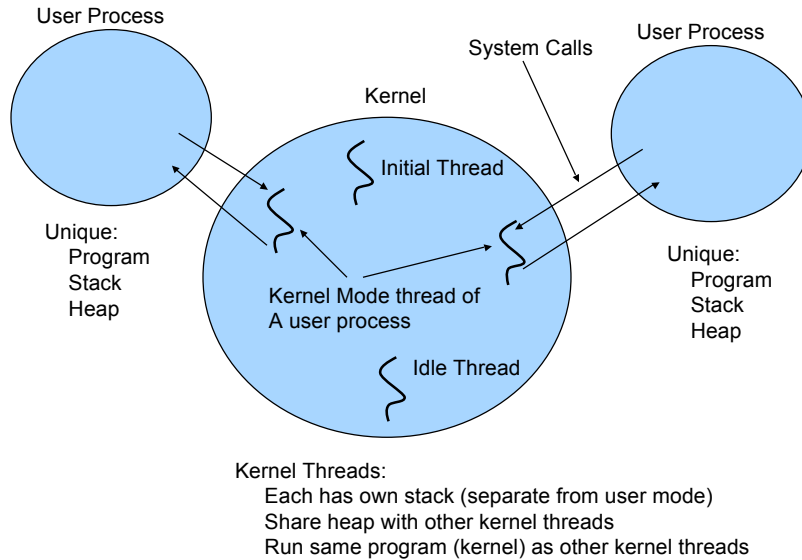 User Process
System Calls
User Process
Kernel
Initial Thread
Unique:
Program
Stack
Heap
Kernel Mode thread of
A user process
Unique:
Program
Stack
Heap
Idle Thread
Kernel Threads:
Each has own stack (separate from user mode)
Share heap with other kernel threads
Run same program (kernel) as other kernel threads